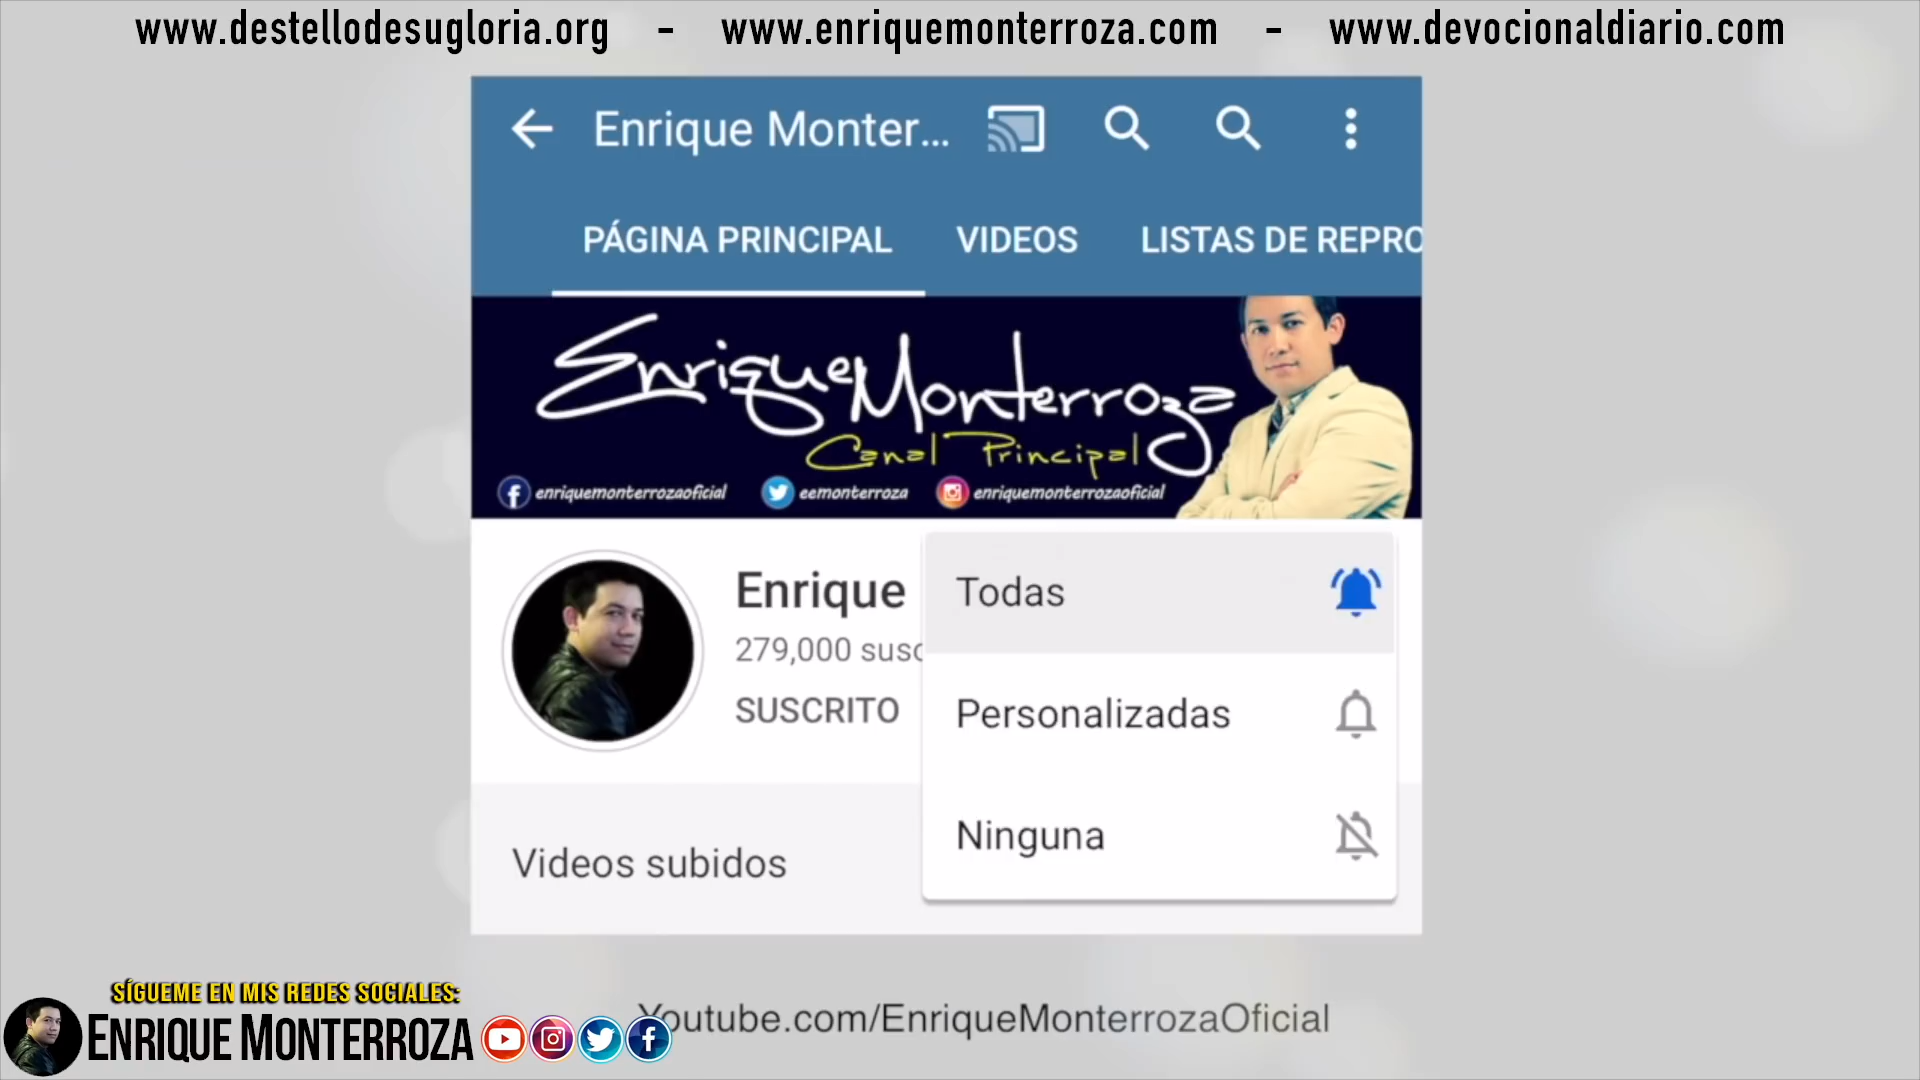 www.destellodesugloria.org - www.enriquemonterroza.com - www.devocionaldiario.com
Enrique Monter...
PÁGINA PRINCIPAL VIDEOS LISTAS DE REPRO
Enrique Monterroza
Canal Principal
enriquemonterrozaoficial eemonterroza enriquemonterrozaoficial
Enrique
279,000 susc
SUSCRITO
Todas
Personalizadas
Ninguna
Videos subidos
SÍGUEME EN MIS REDES SOCIALES:
ENRIQUE MONTERROZA
Youtube.com/EnriqueMonterrozaOficial